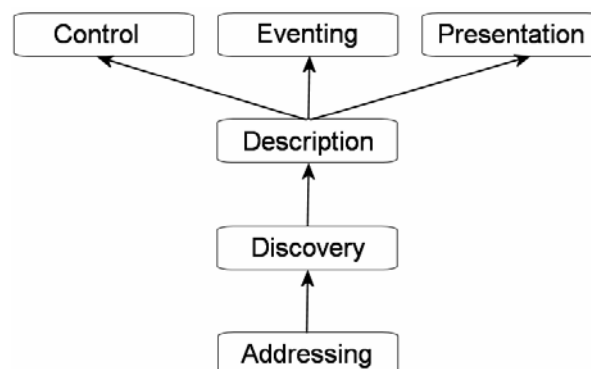 Control
Eventing
Presentation
Description
Discovery
Addressing